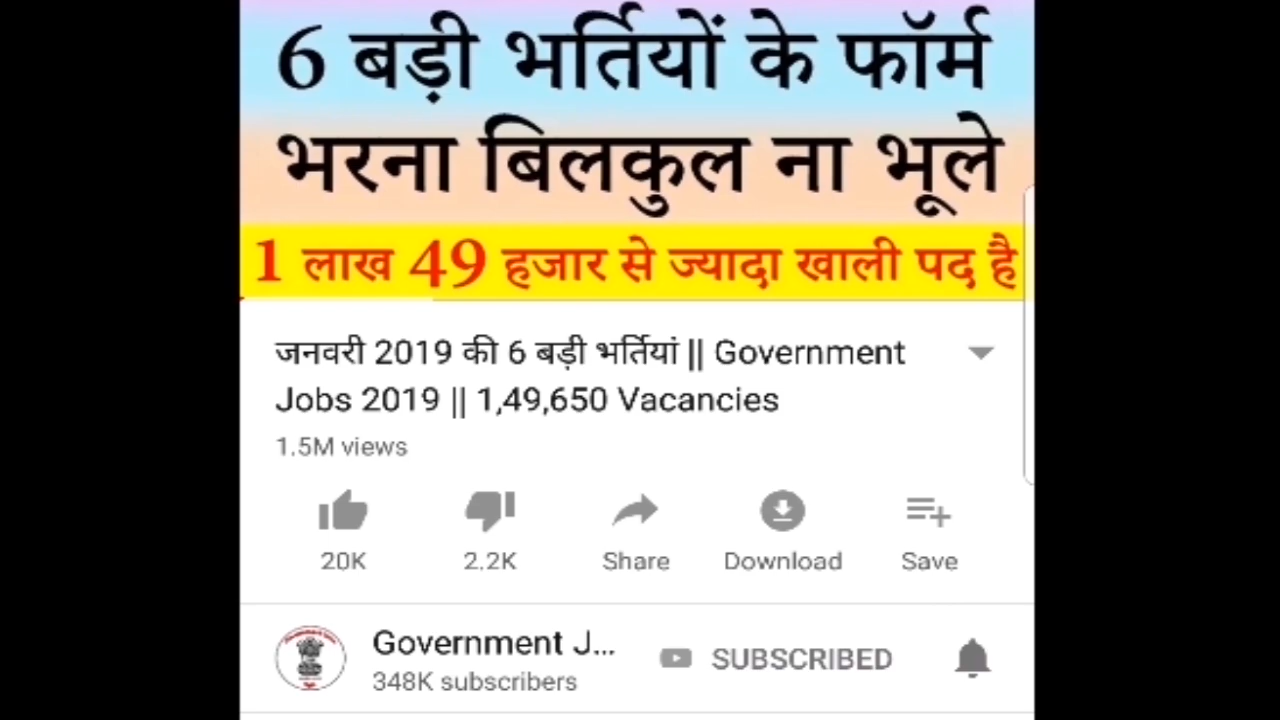 6 बड़ी भर्तियों के फॉर्म
भरना बिलकुल ना भूले
1 लाख 49 हजार से ज्यादा खाली पद है
जनवरी 2019 की 6 बड़ी भर्तियां || Government
Jobs 2019 || 1,49,650 Vacancies
1.5M views
20K 2.2K Share Download Save
Government J...
SUBSCRIBED
348K subscribers